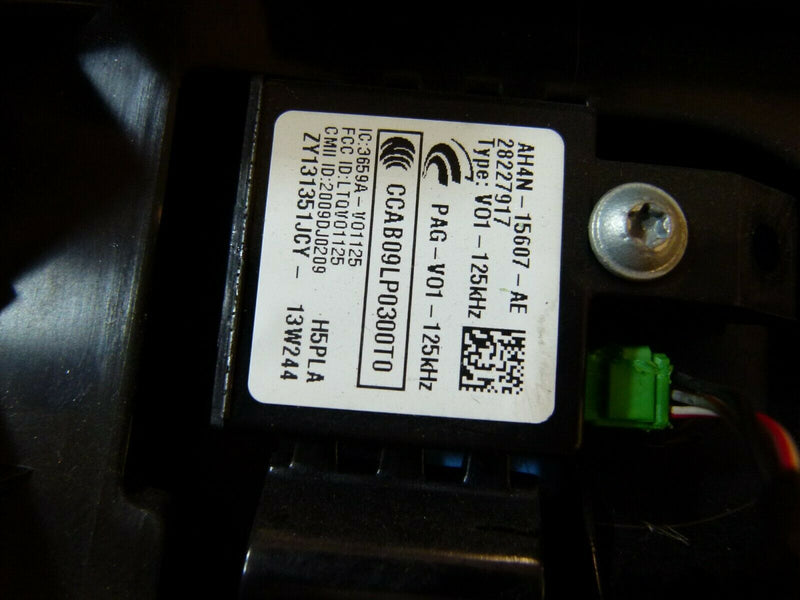 AH4N-15607-AE
28227917
Type: V01-125kHz
PAG-V01-125kHz
CCAB09LP0300T0
IC:3659A-V01125
FCC ID:LTQV01125
CMII ID:2009DJ0209
ZY131351JCY- 13W244
H5PLA